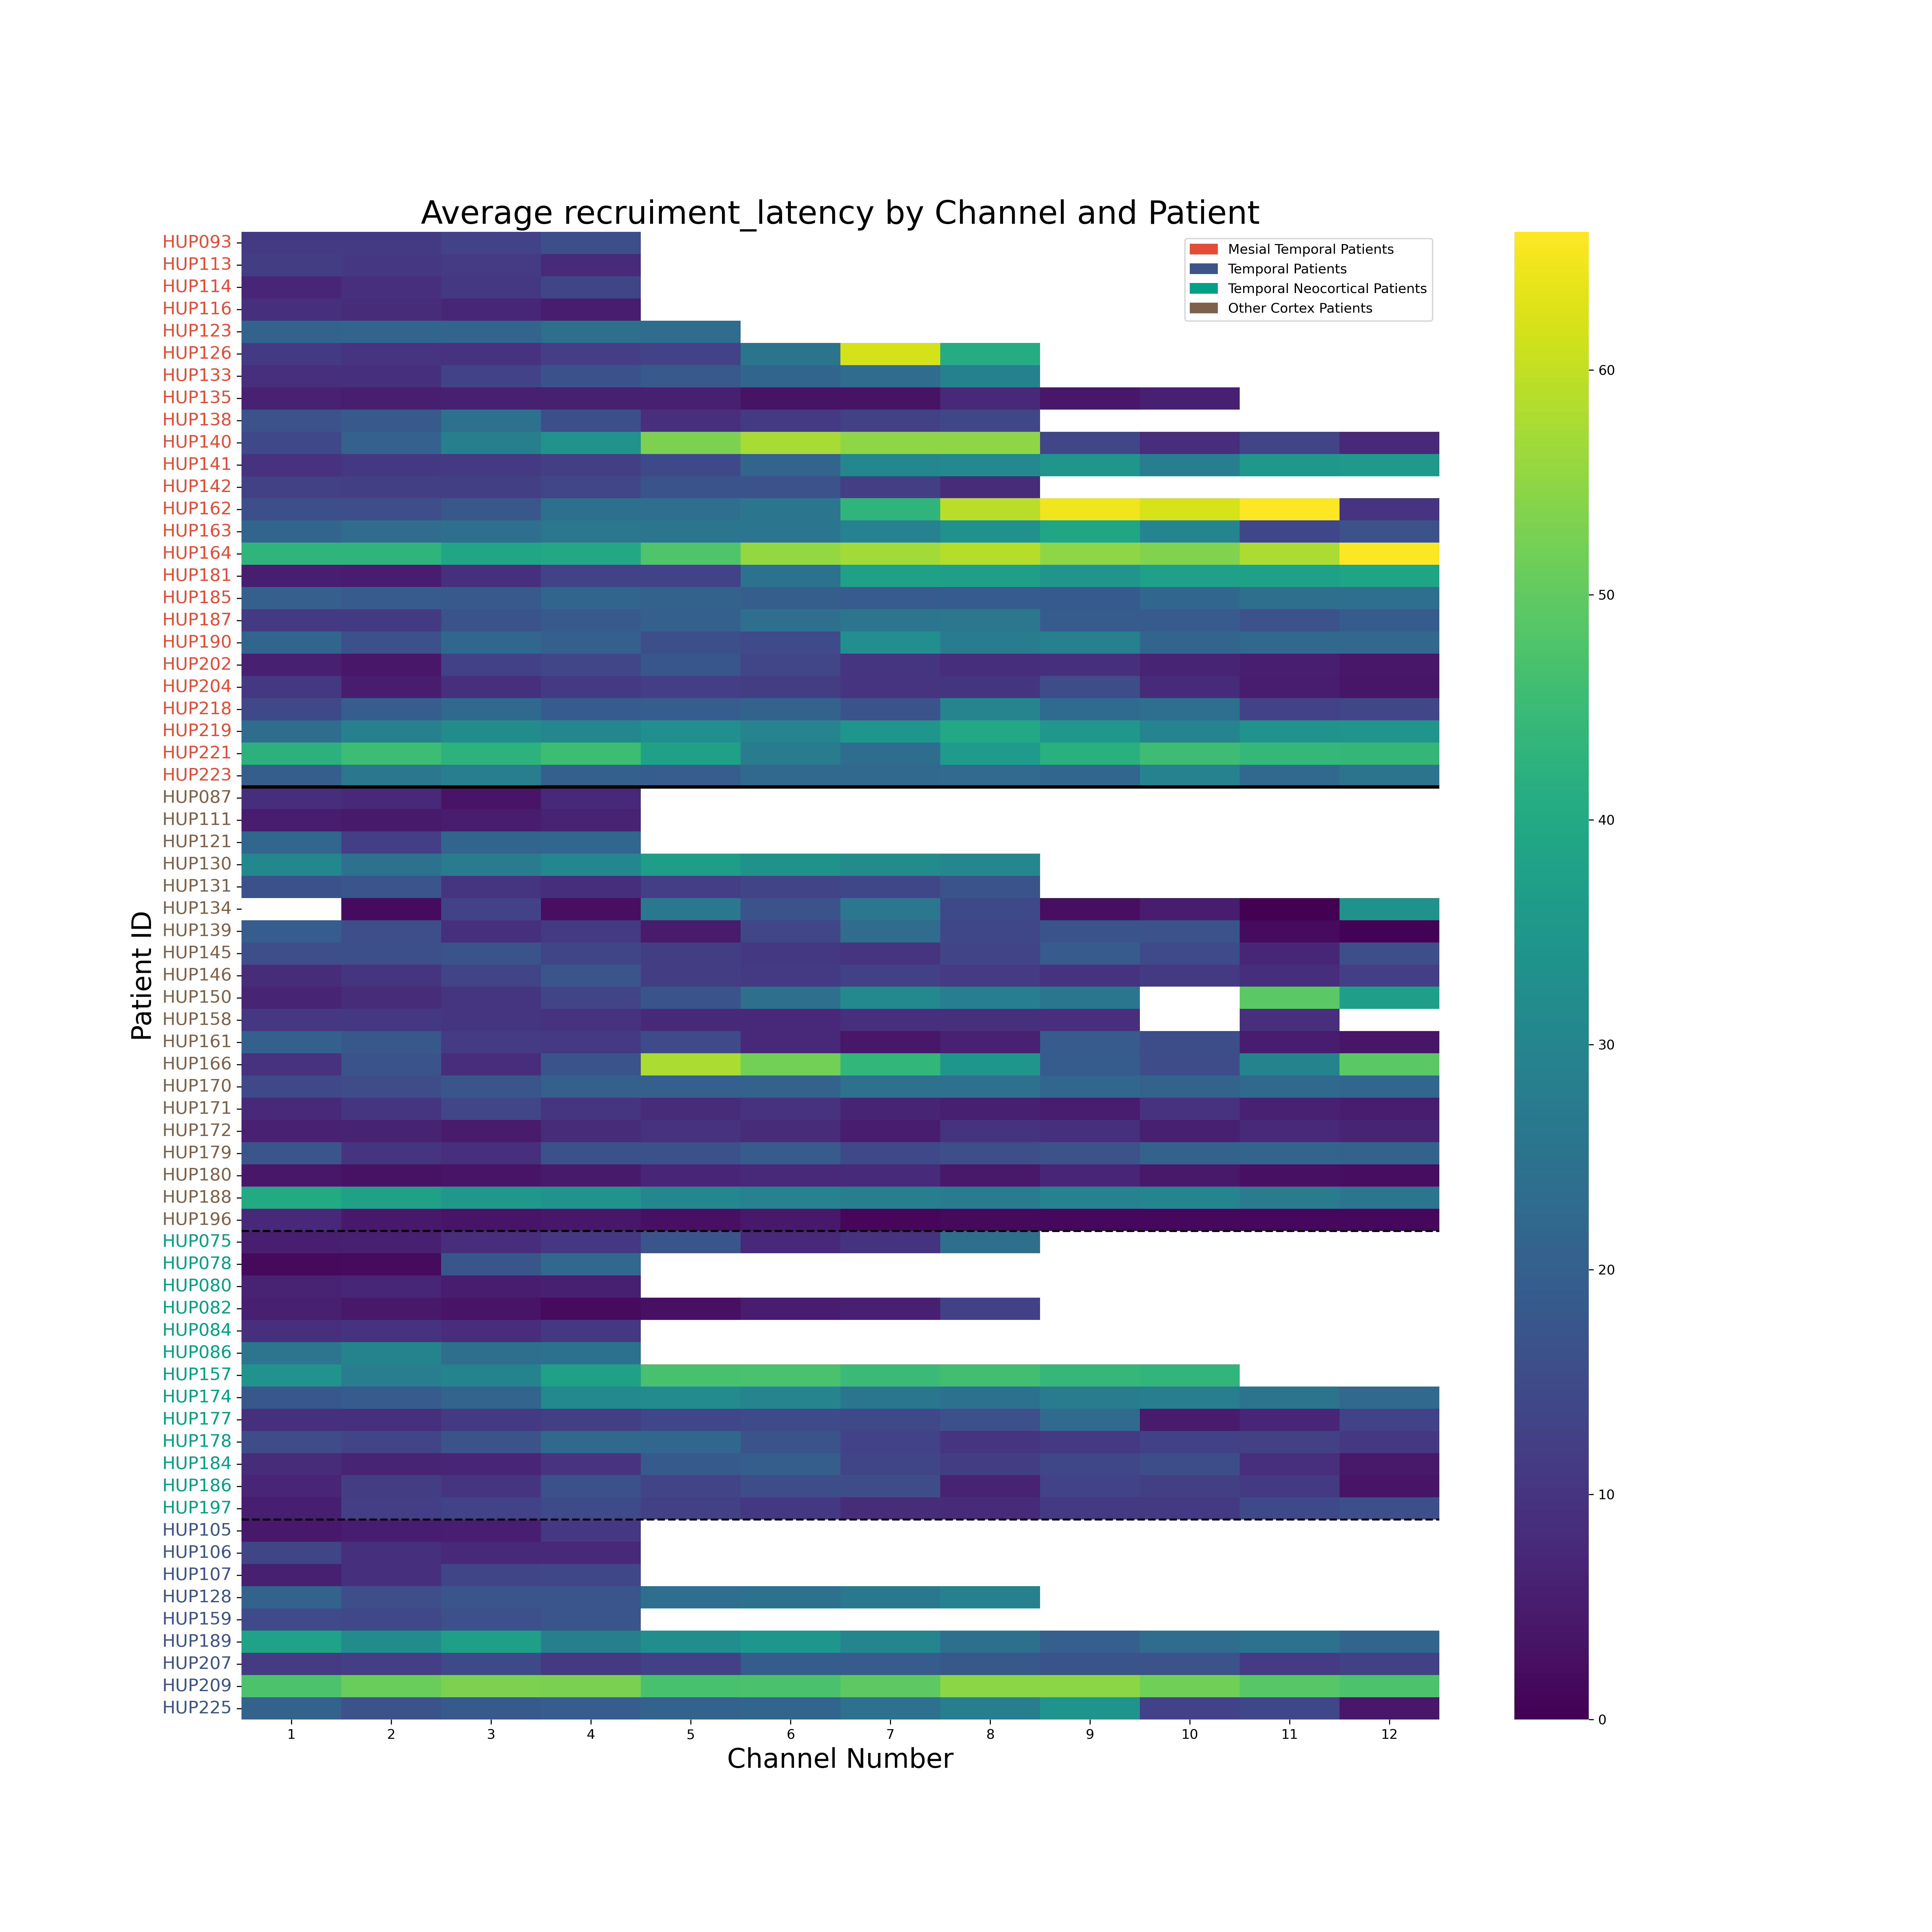 Average recruiment_latency by Channel and Patient
Mesial Temporal Patients
Temporal Patients
Temporal Neocortical Patients
Other Cortex Patients
Patient ID
HUP093
HUP113
HUP114
HUP116
HUP123
HUP126
HUP133
HUP135
HUP138
HUP140
HUP141
HUP142
HUP162
HUP163
HUP164
HUP181
HUP185
HUP187
HUP190
HUP202
HUP204
HUP218
HUP219
HUP221
HUP223
HUP087
HUP111
HUP121
HUP130
HUP131
HUP134
HUP139
HUP145
HUP146
HUP150
HUP158
HUP161
HUP166
HUP170
HUP171
HUP172
HUP179
HUP180
HUP188
HUP196
HUP075
HUP078
HUP080
HUP082
HUP084
HUP086
HUP157
HUP174
HUP177
HUP178
HUP184
HUP186
HUP197
HUP105
HUP106
HUP107
HUP128
HUP159
HUP189
HUP207
HUP209
HUP225
1 2 3 4 5 6 7 8 9 10 11 12
Channel Number
60
50
40
30
20
10
0